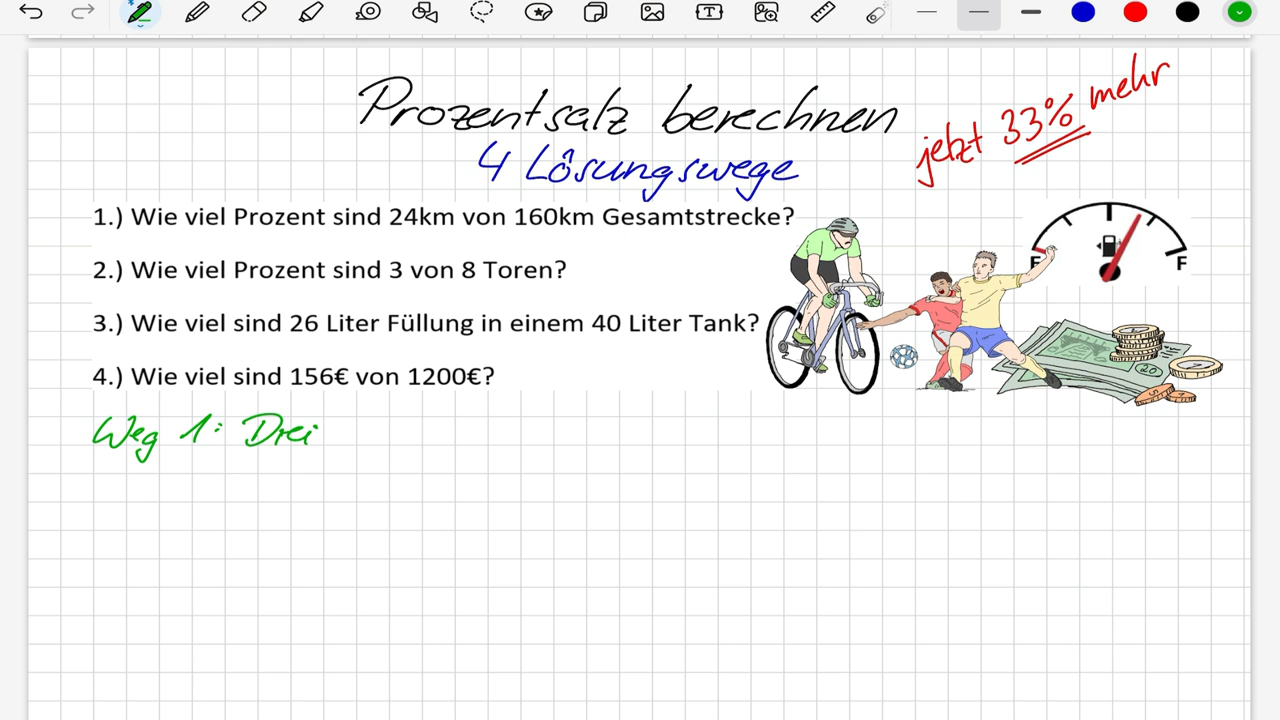 Prozentsatz berechnen
jetzt 33% mehr
4 Lösungswege
1.) Wie viel Prozent sind 24km von 160km Gesamtstrecke?
2.) Wie viel Prozent sind 3 von 8 Toren?
3.) Wie viel sind 26 Liter Füllung in einem 40 Liter Tank?
4.) Wie viel sind 156€ von 1200€?
F F
20
Weg 1: Drei